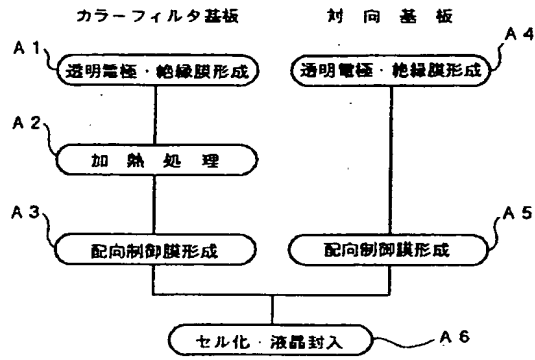 カラーフィルタ基板
対 向 基 板
A1
透明電極・絶縁膜形成
A4
透明電極・絶縁膜形成
A2
加 熱 処 理
A3
配向制御膜形成
A5
配向制御膜形成
A6
セル化・液晶封入